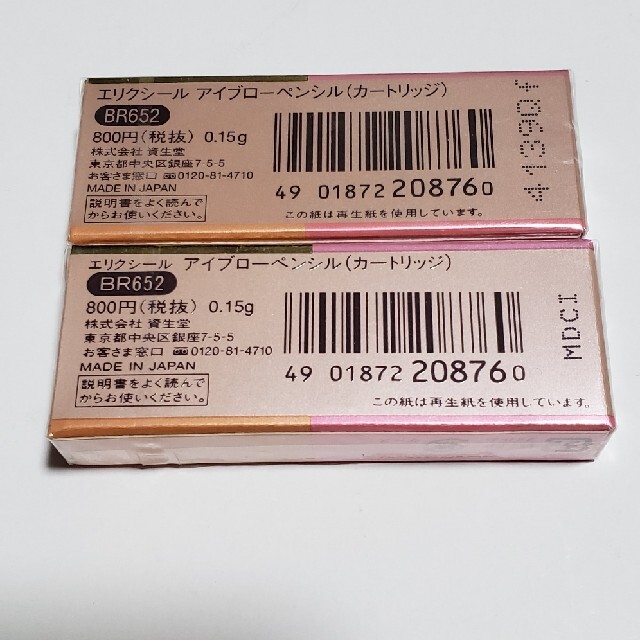 エリクシール アイブローペンシル(カートリッジ)
BR652
800円(税抜) 0.15g
株式会社 資生堂
東京都中央区銀座7-5-5
お客さま窓口 0120-81-4710
MADE IN JAPAN
説明書をよく読んで
からお使いください。
49 01872 208760
この紙は再生紙を使用しています。
エリクシール アイブローペンシル(カートリッジ)
BR652
800円(税抜) 0.15g
株式会社 資生堂
東京都中央区銀座7-5-5
お客さま窓口 0120-81-4710
MADE IN JAPAN
説明書をよく読んで
からお使いください。
49 01872 208760
この紙は再生紙を使用しています。
MDCI